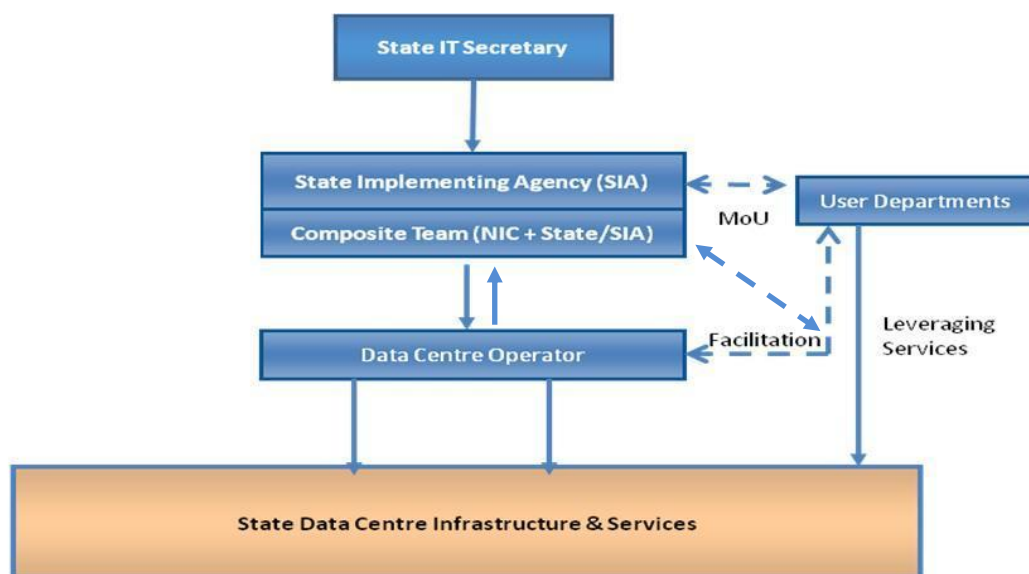 State IT Secretary
State Implementing Agency (SIA)
User Departments
MoU
Composite Team (NIC + State/SIA)
Facilitation
Leveraging
Services
Data Centre Operator
State Data Centre Infrastructure & Services